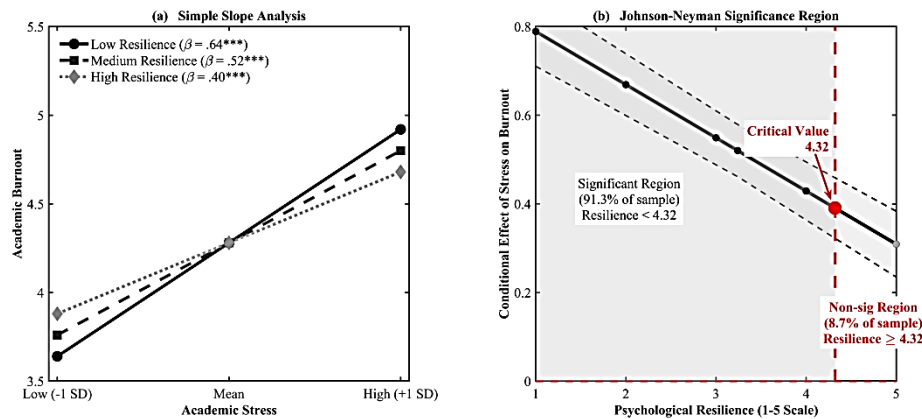 (a) Simple Slope Analysis
5.5
5
4.5
4
3.5
Academic Burnout
Low Resilience (β = .64***)
Medium Resilience (β = .52***)
High Resilience (β = .40***)
Low (-1 SD)
Mean
High (+1 SD)
Academic Stress
(b) Johnson-Neyman Significance Region
0.8
0.6
0.4
0.2
0
Conditional Effect of Stress on Burnout
Critical Value
4.32
Significant Region
(91.3% of sample)
Resilience < 4.32
Non-sig Region
(8.7% of sample)
Resilience ≥ 4.32
1
2
3
4
5
Psychological Resilience (1-5 Scale)